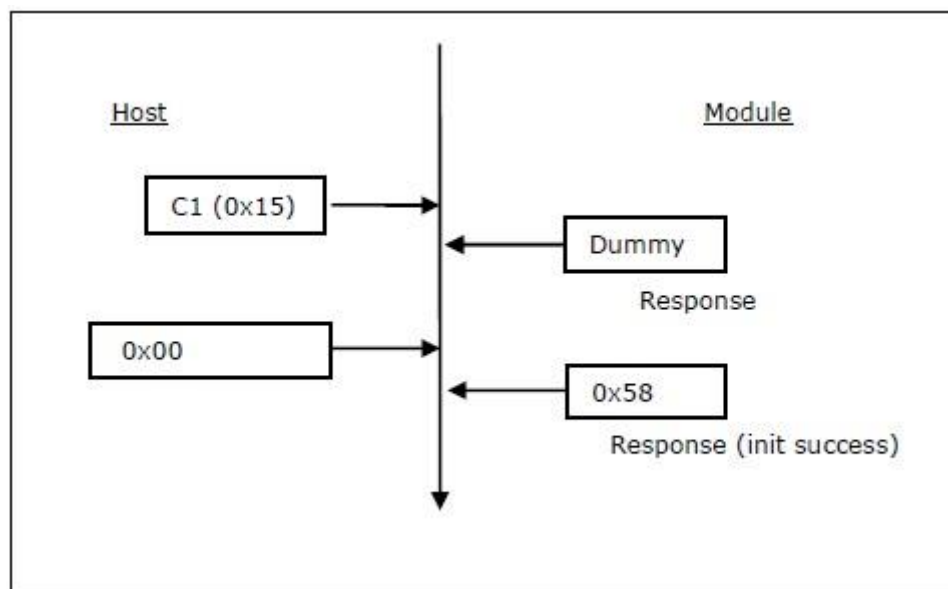 Host
Module
C1 (0x15)
Dummy
Response
0x00
0x58
Response (init success)